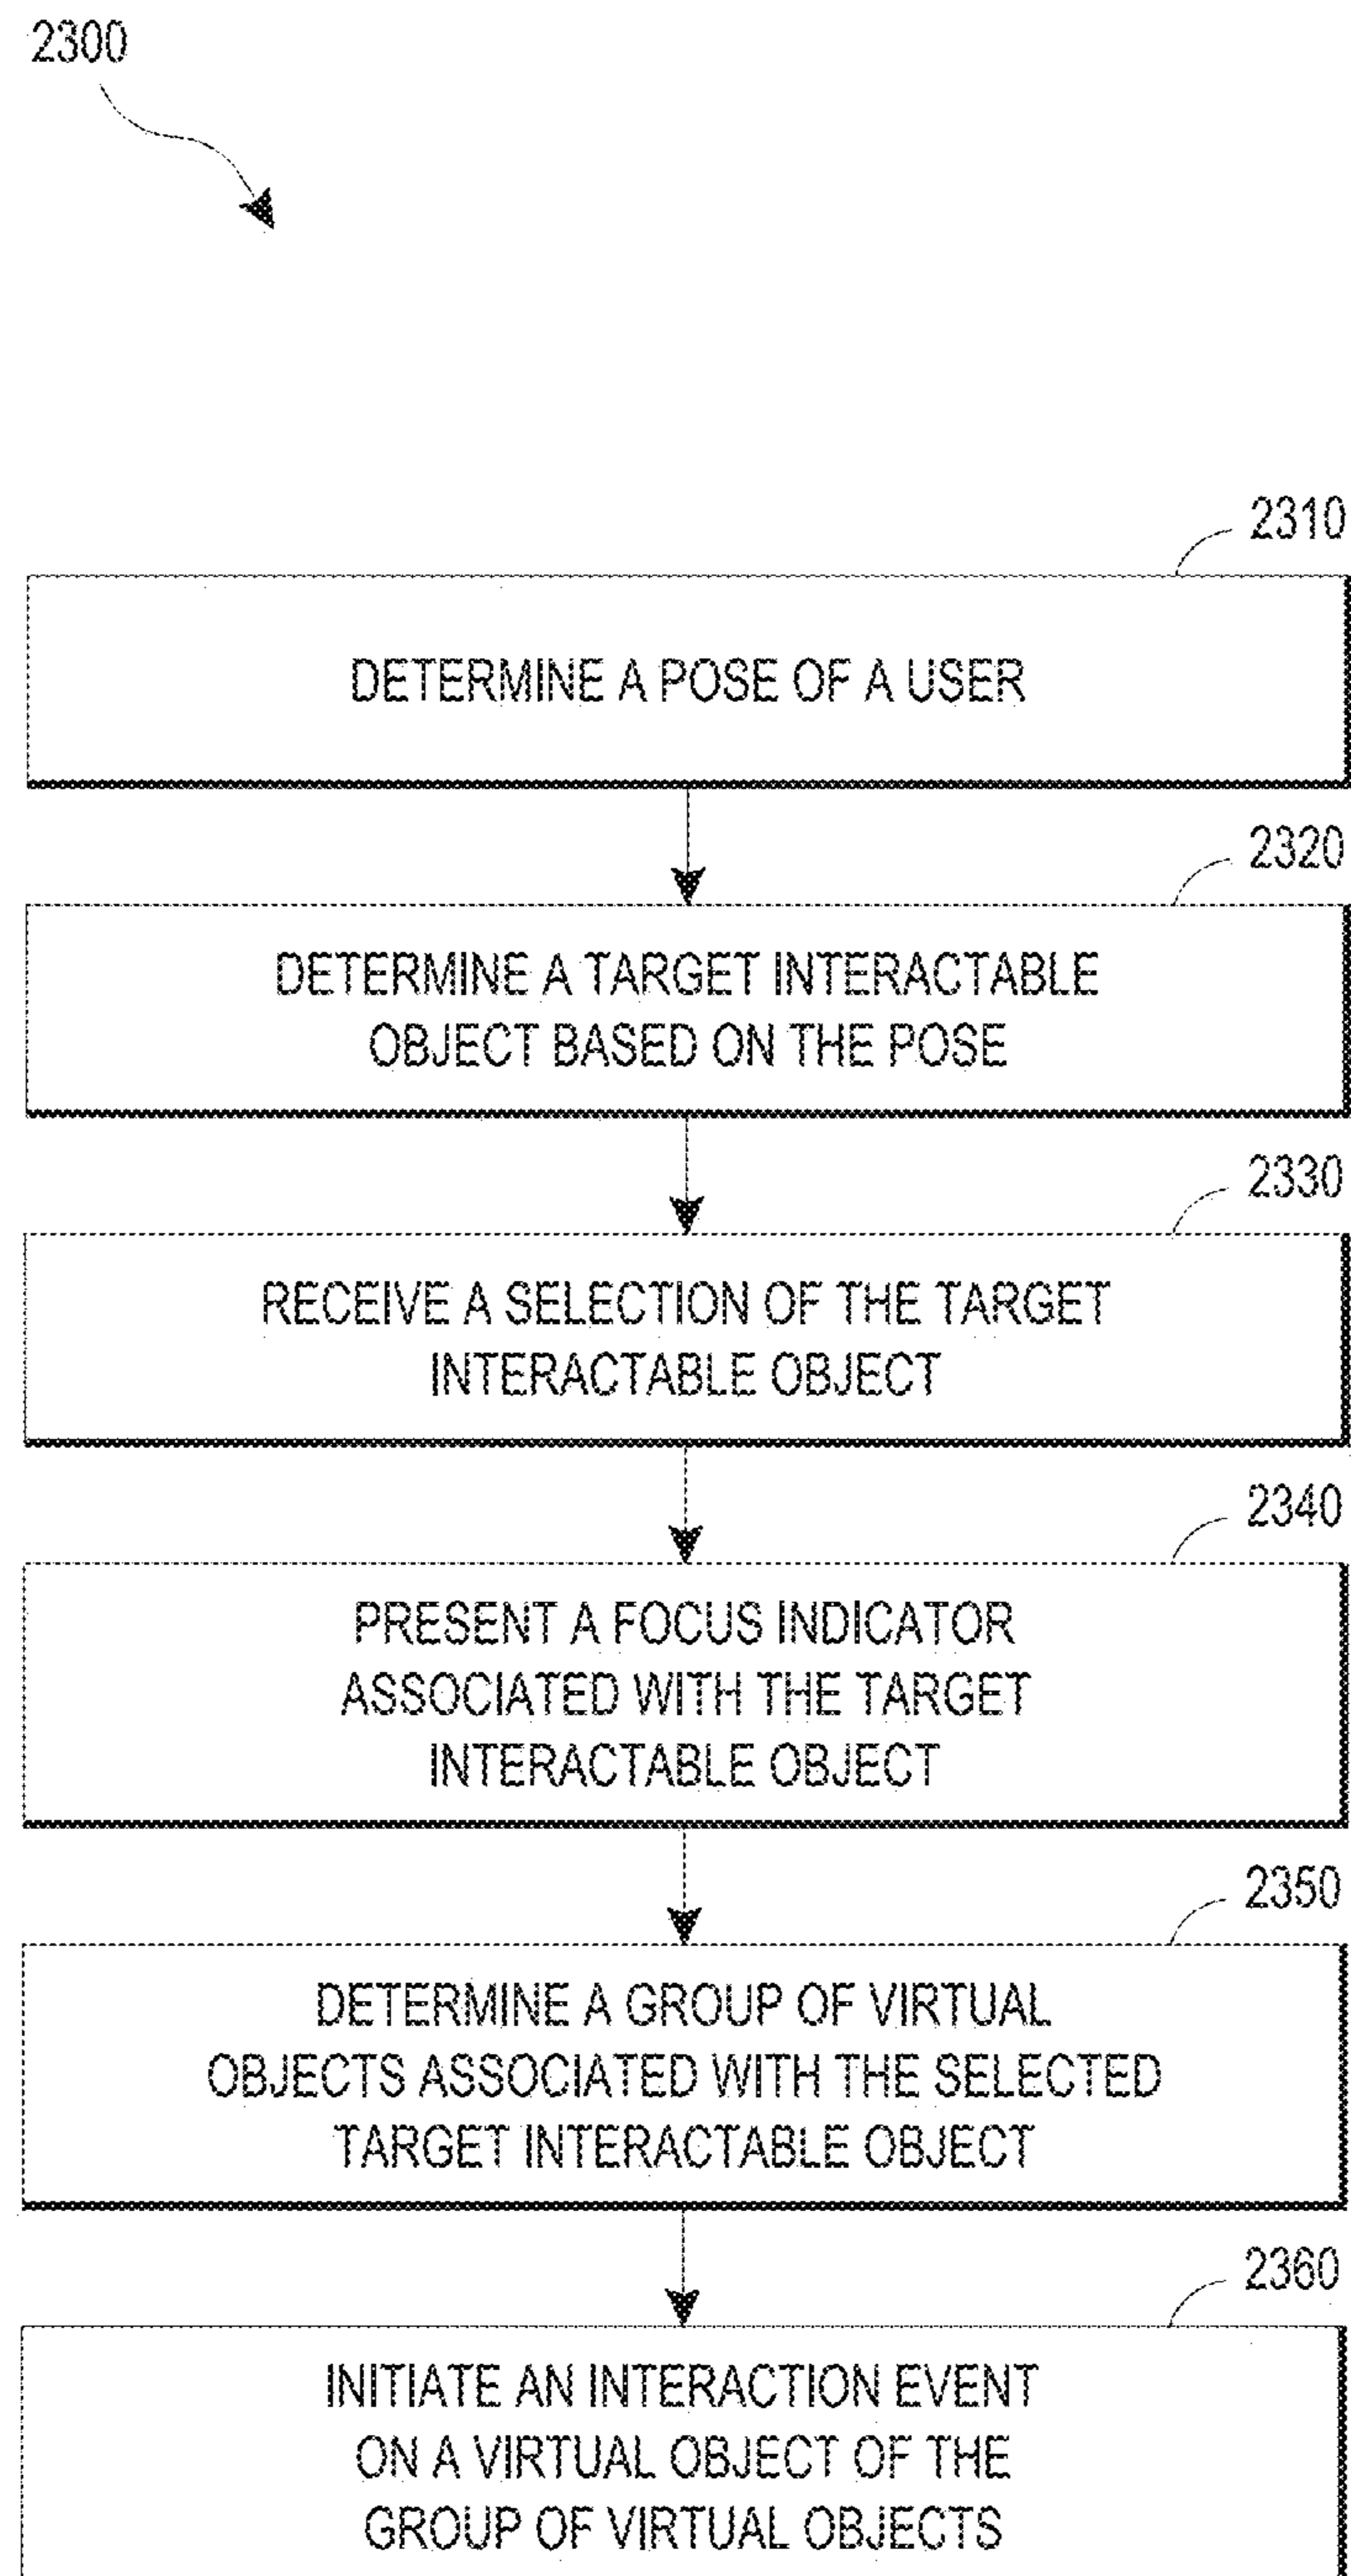 2300
2310
DETERMINE A POSE OF A USER
2320
DETERMINE A TARGET INTERACTABLE
OBJECT BASED ON THE POSE
2330
RECEIVE A SELECTION OF THE TARGET
INTERACTABLE OBJECT
2340
PRESENT A FOCUS INDICATOR
ASSOCIATED WITH THE TARGET
INTERACTABLE OBJECT
2350
DETERMINE A GROUP OF VIRTUAL
OBJECTS ASSOCIATED WITH THE SELECTED
TARGET INTERACTABLE OBJECT
2360
INITIATE AN INTERACTION EVENT
ON A VIRTUAL OBJECT OF THE
GROUP OF VIRTUAL OBJECTS